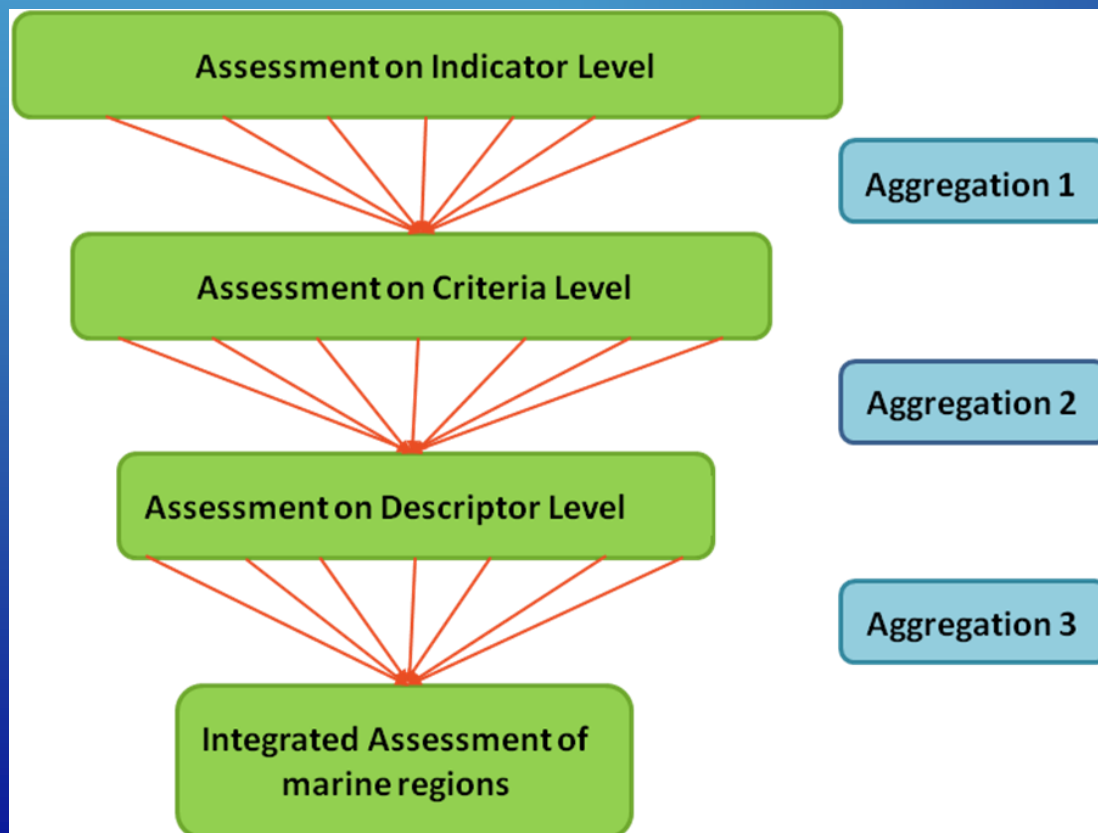 Assessment on Indicator Level
Aggregation 1
Assessment on Criteria Level
Aggregation 2
Assessment on Descriptor Level
Aggregation 3
Integrated Assessment of
marine regions